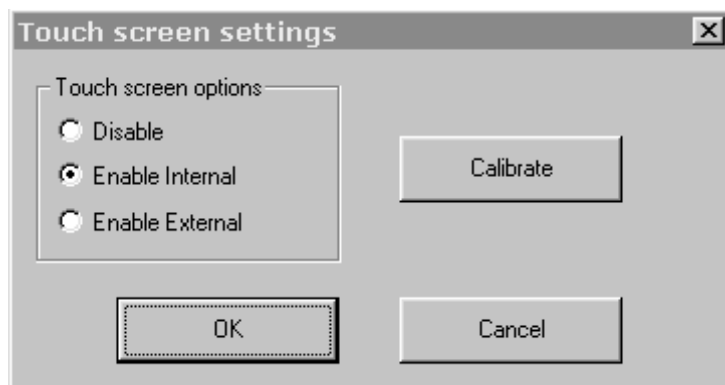 Touch screen settings
Touch screen options
Disable
Enable Internal
Enable External
Calibrate
OK
Cancel